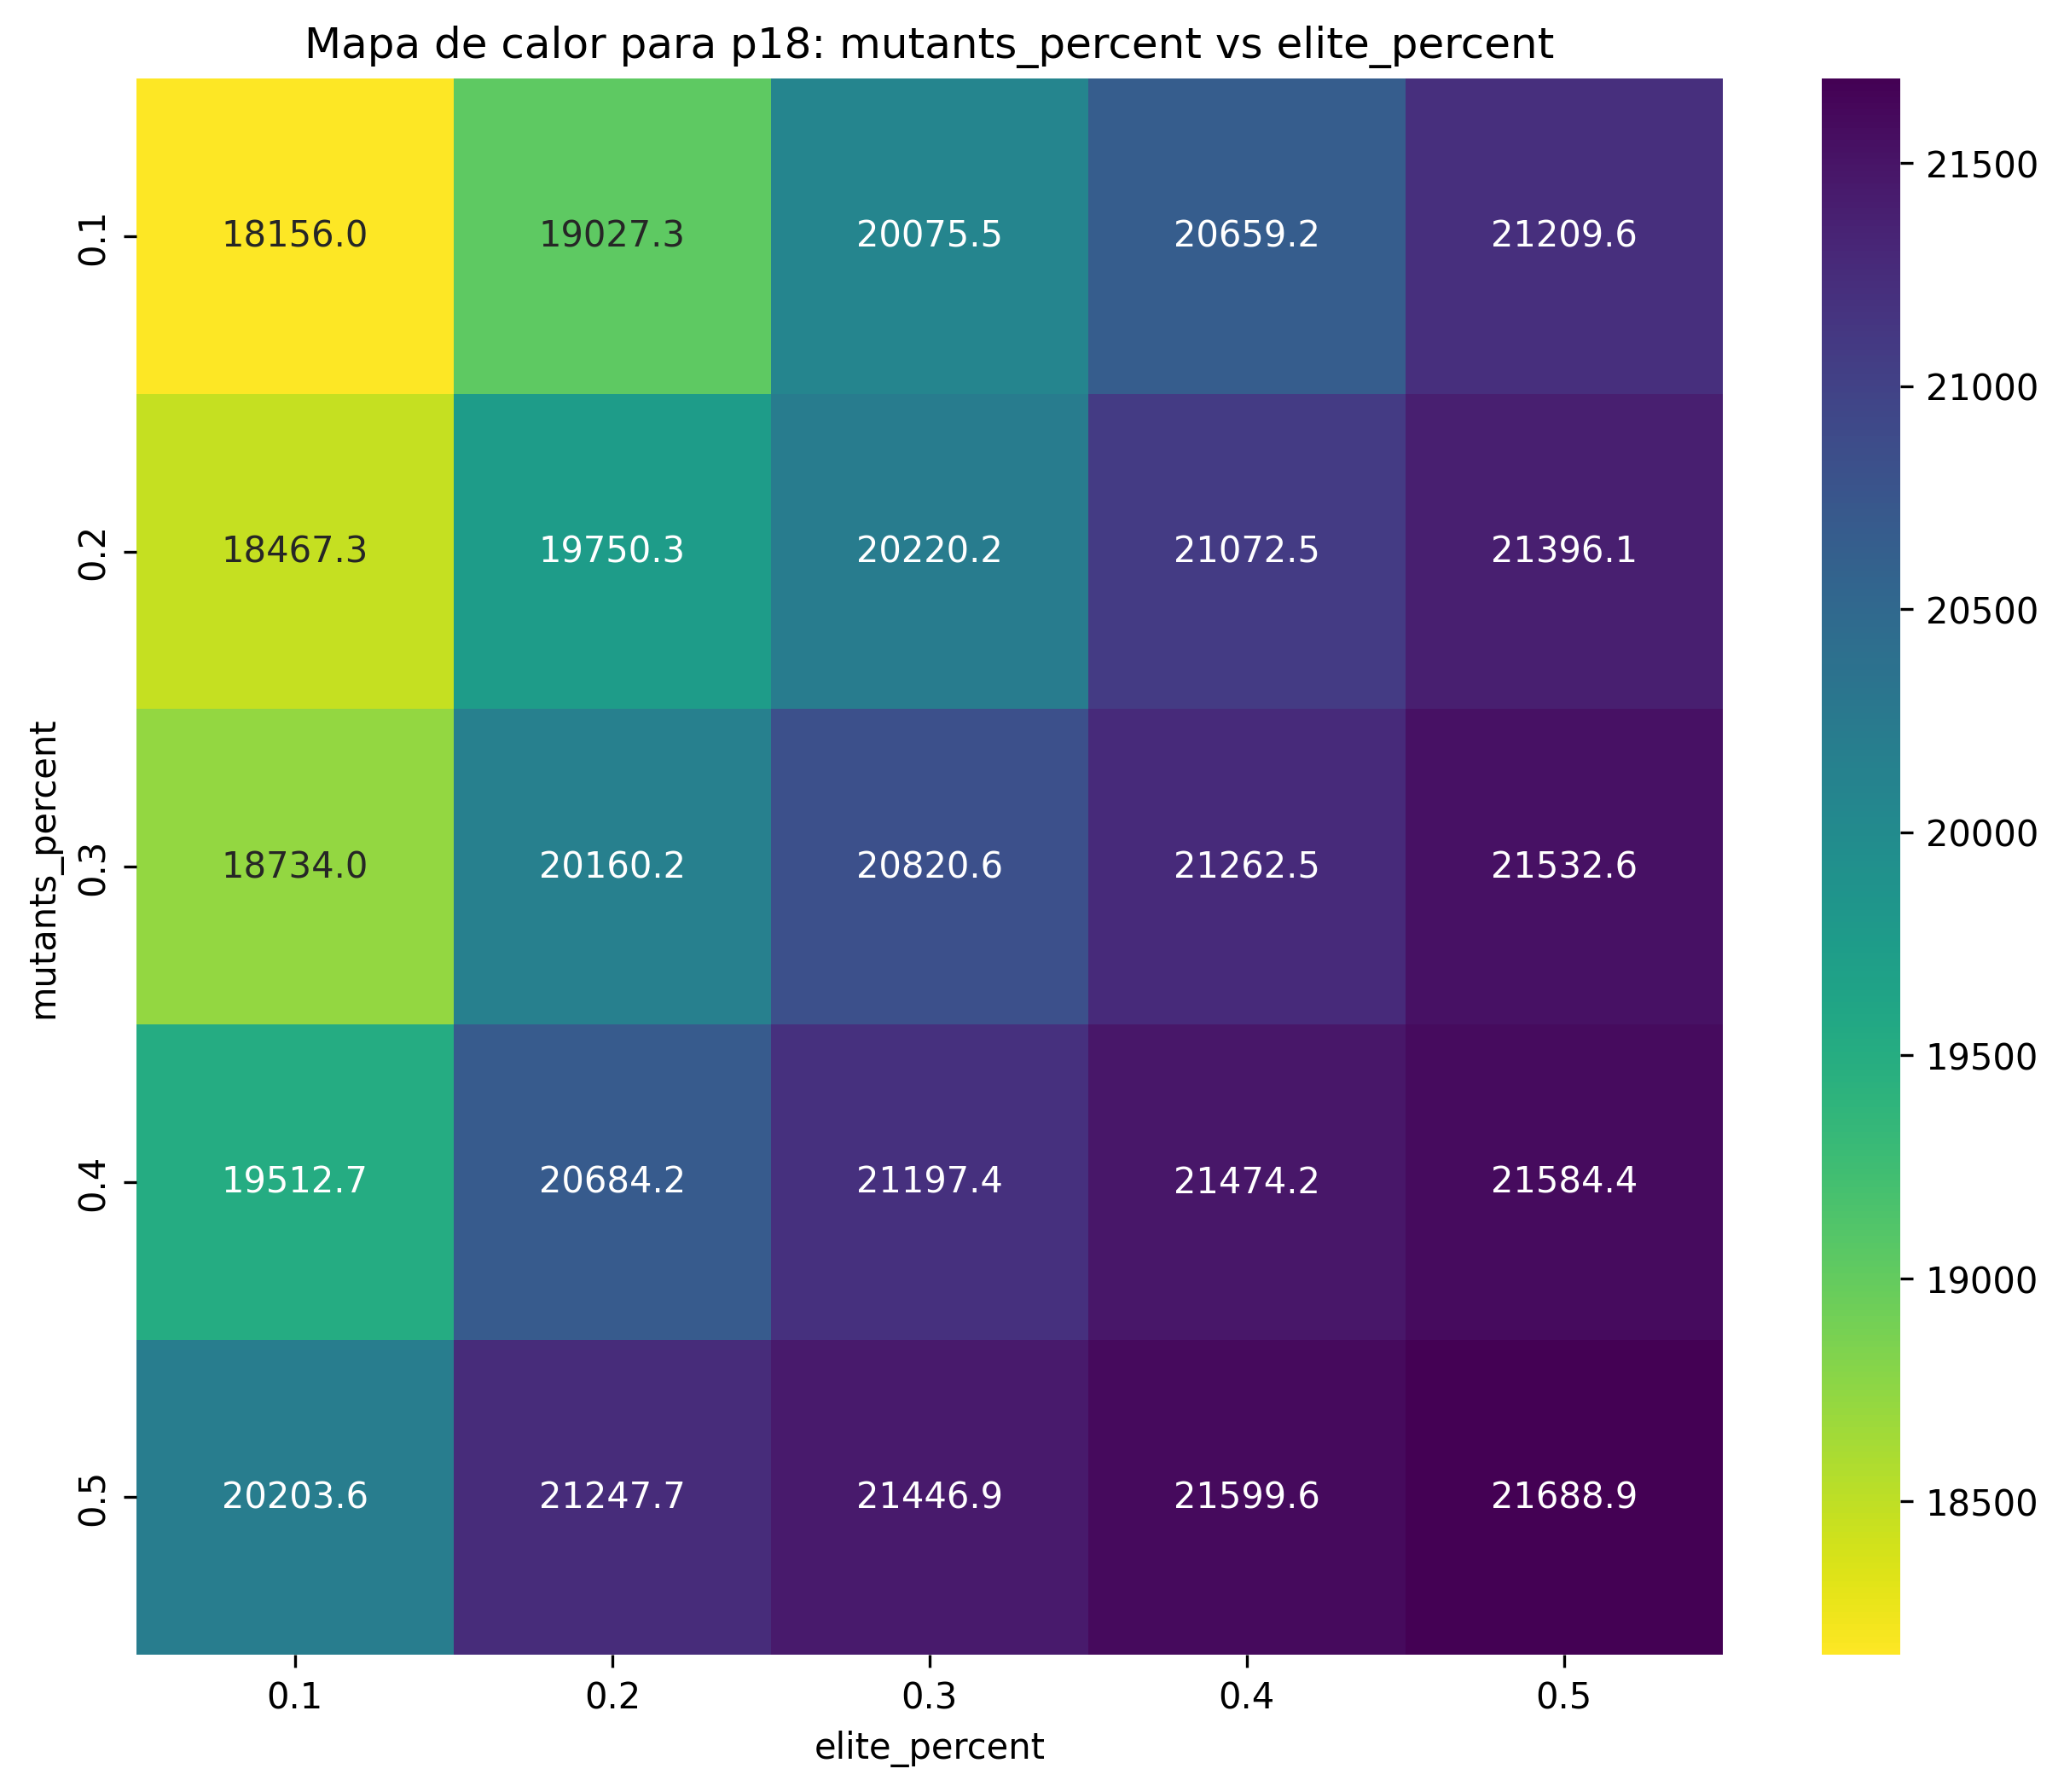 Mapa de calor para p18: mutants_percent vs elite_percent
mutants_percent
0.1
18156.0 19027.3 20075.5 20659.2 21209.6
0.2
18467.3 19750.3 20220.2 21072.5 21396.1
0.3
18734.0 20160.2 20820.6 21262.5 21532.6
0.4
19512.7 20684.2 21197.4 21474.2 21584.4
0.5
20203.6 21247.7 21446.9 21599.6 21688.9
0.1 0.2 0.3 0.4 0.5
elite_percent
21500
21000
20500
20000
19500
19000
18500